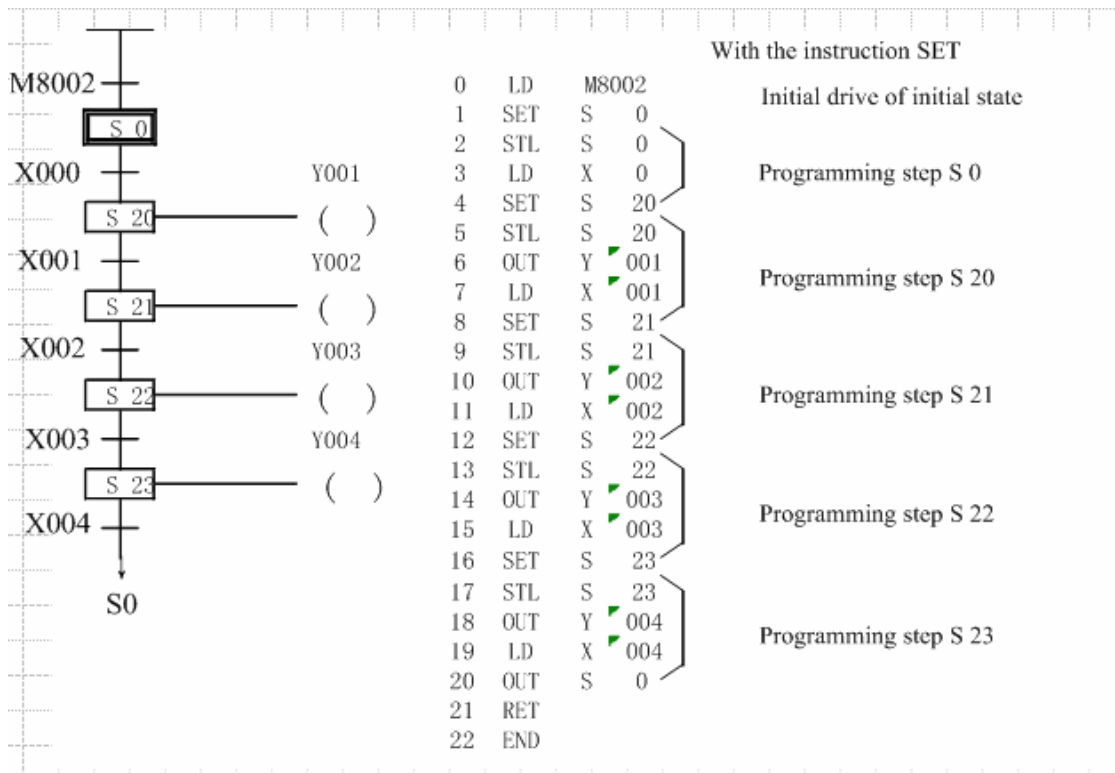 M8002
S 0
X000
Y001
S 20
( )
X001
Y002
S 21
( )
X002
Y003
S 22
( )
X003
Y004
S 23
( )
X004
S0
With the instruction SET
0 LD M8002
Initial drive of initial state
1 SET S 0
2 STL S 0
3 LD X 0
Programming step S 0
4 SET S 20
5 STL S 20
6 OUT Y 001
Programming step S 20
7 LD X 001
8 SET S 21
9 STL S 21
10 OUT Y 002
Programming step S 21
11 LD X 002
12 SET S 22
13 STL S 22
14 OUT Y 003
Programming step S 22
15 LD X 003
16 SET S 23
17 STL S 23
18 OUT Y 004
Programming step S 23
19 LD X 004
20 OUT S 0
21 RET
22 END